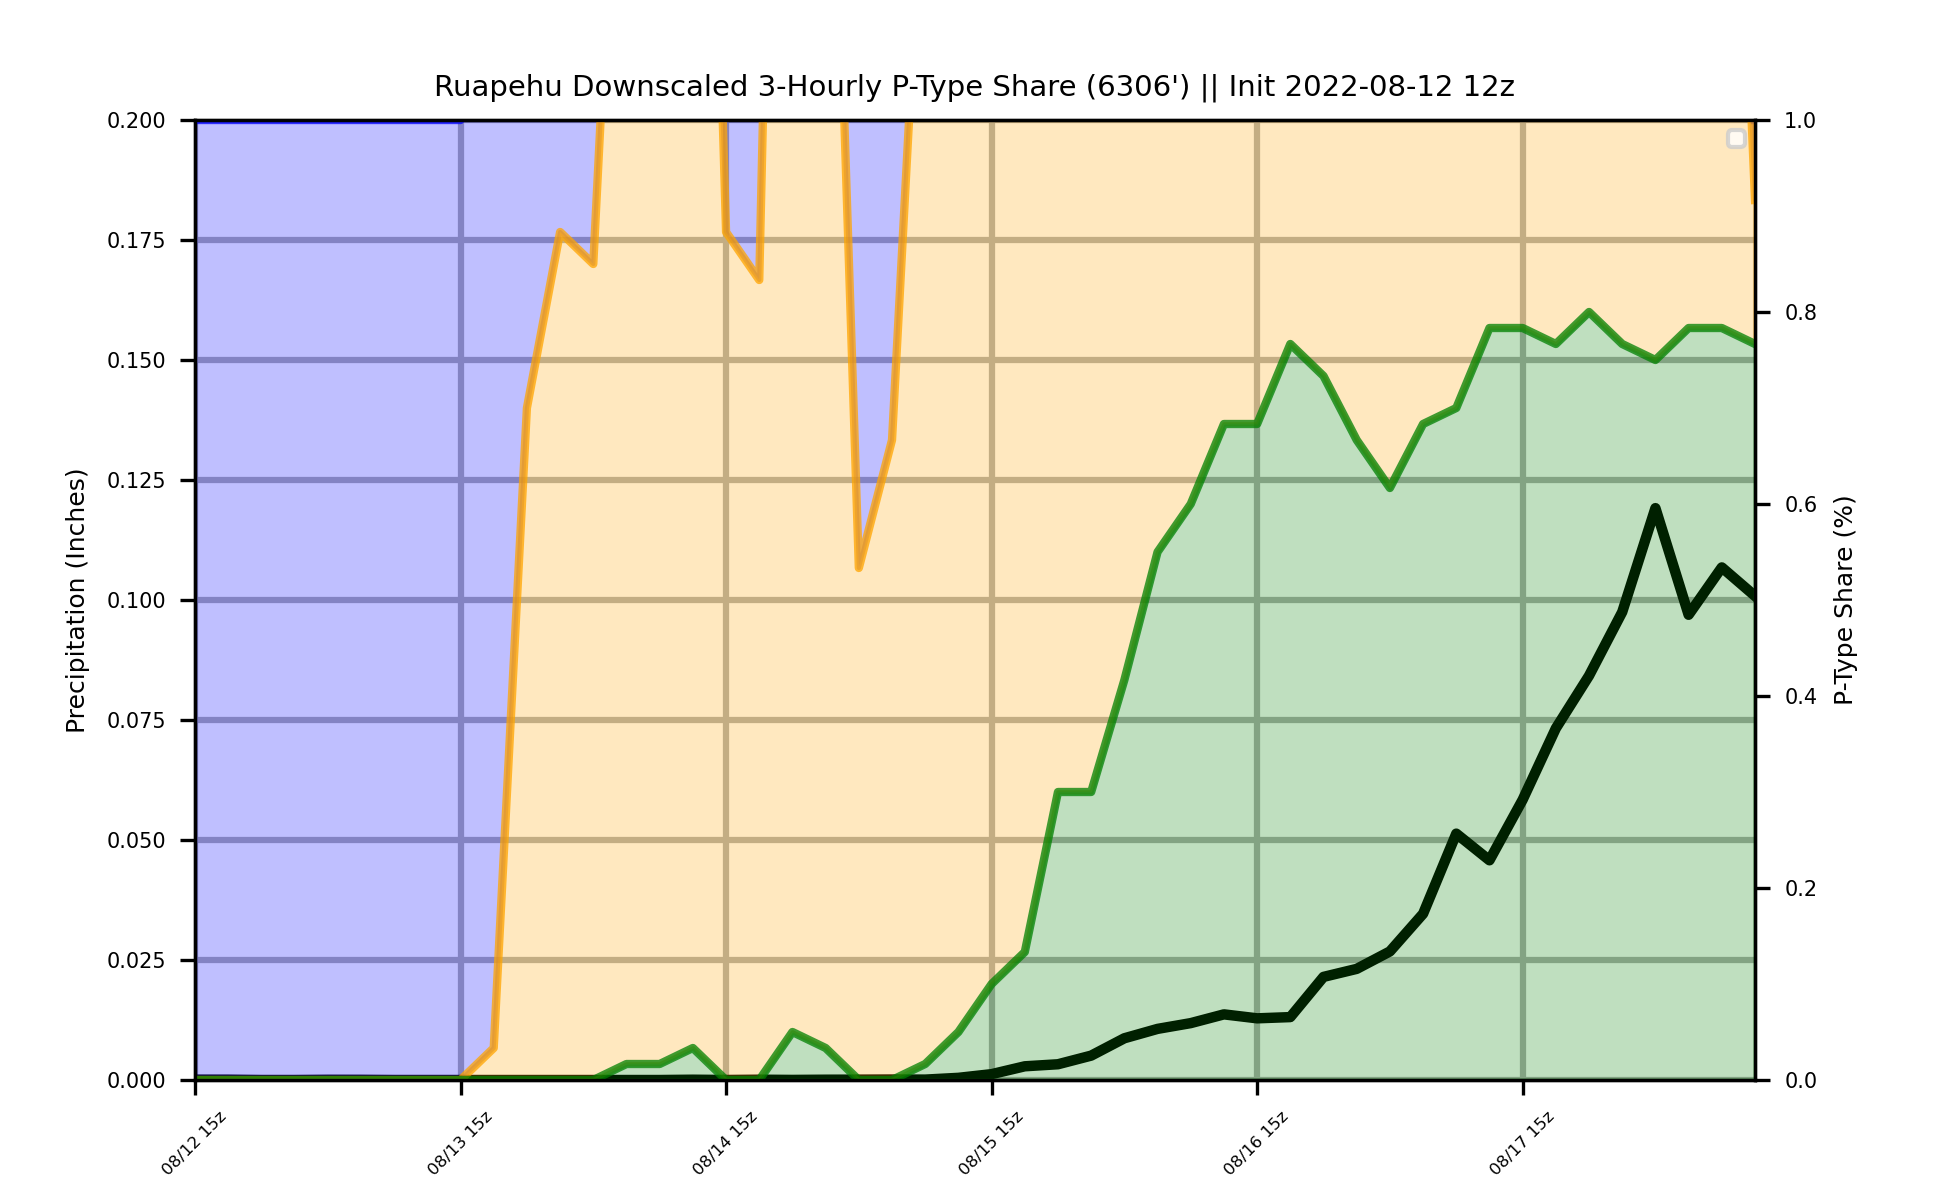 Ruapehu Downscaled 3-Hourly P-Type Share (6306') || Init 2022-08-12 12z
0.200
0.175
0.150
0.125
0.100
0.075
0.050
0.025
0.000
Precipitation (Inches)
1.0
0.8
0.6
0.4
0.2
0.0
P-Type Share (%)
08/12 15z
08/13 15z
08/14 15z
08/15 15z
08/16 15z
08/17 15z